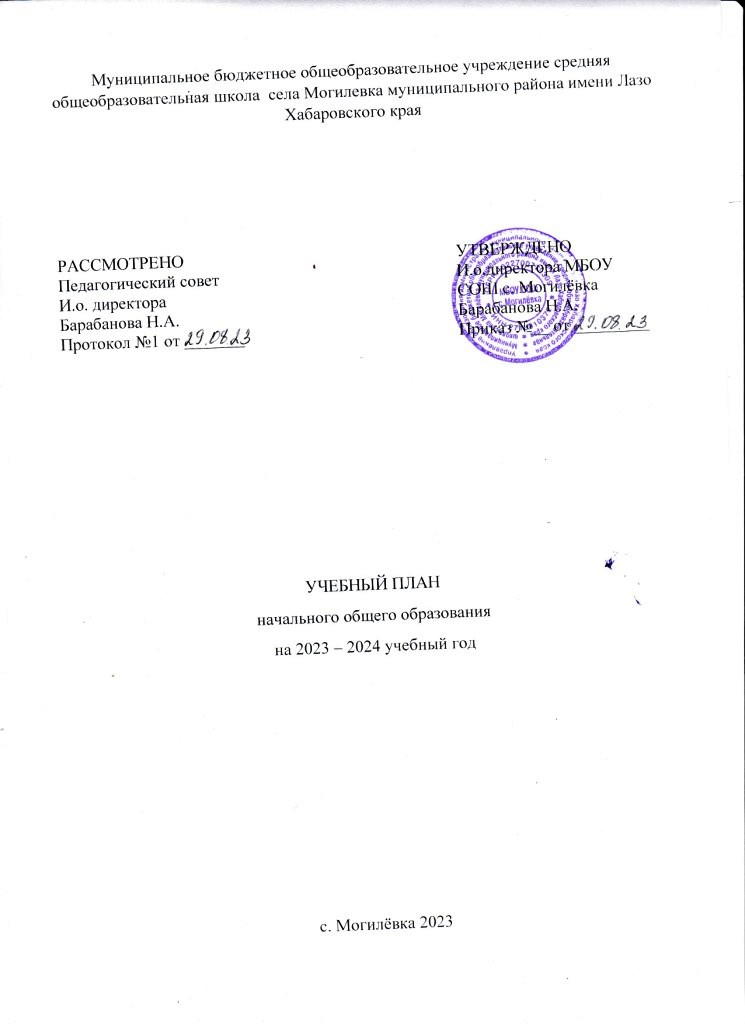 Муниципальное бюджетное общеобразовательное учреждение средняя
общеобразовательная школа села Могилевка муниципального района имени Лазо
Хабаровского края
РАССМОТРЕНО
Педагогический совет
И.о. директора
Барабанова Н.А.
Протокол №1 от 29.08.23
УТВЕРЖДЕНО
И.о.директора МБОУ
СОШ с. Могилёвка
Барабанова Н.А.
Приказ № от 29.08.23
УЧЕБНЫЙ ПЛАН
начального общего образования
на 2023 – 2024 учебный год
с. Могилёвка 2023